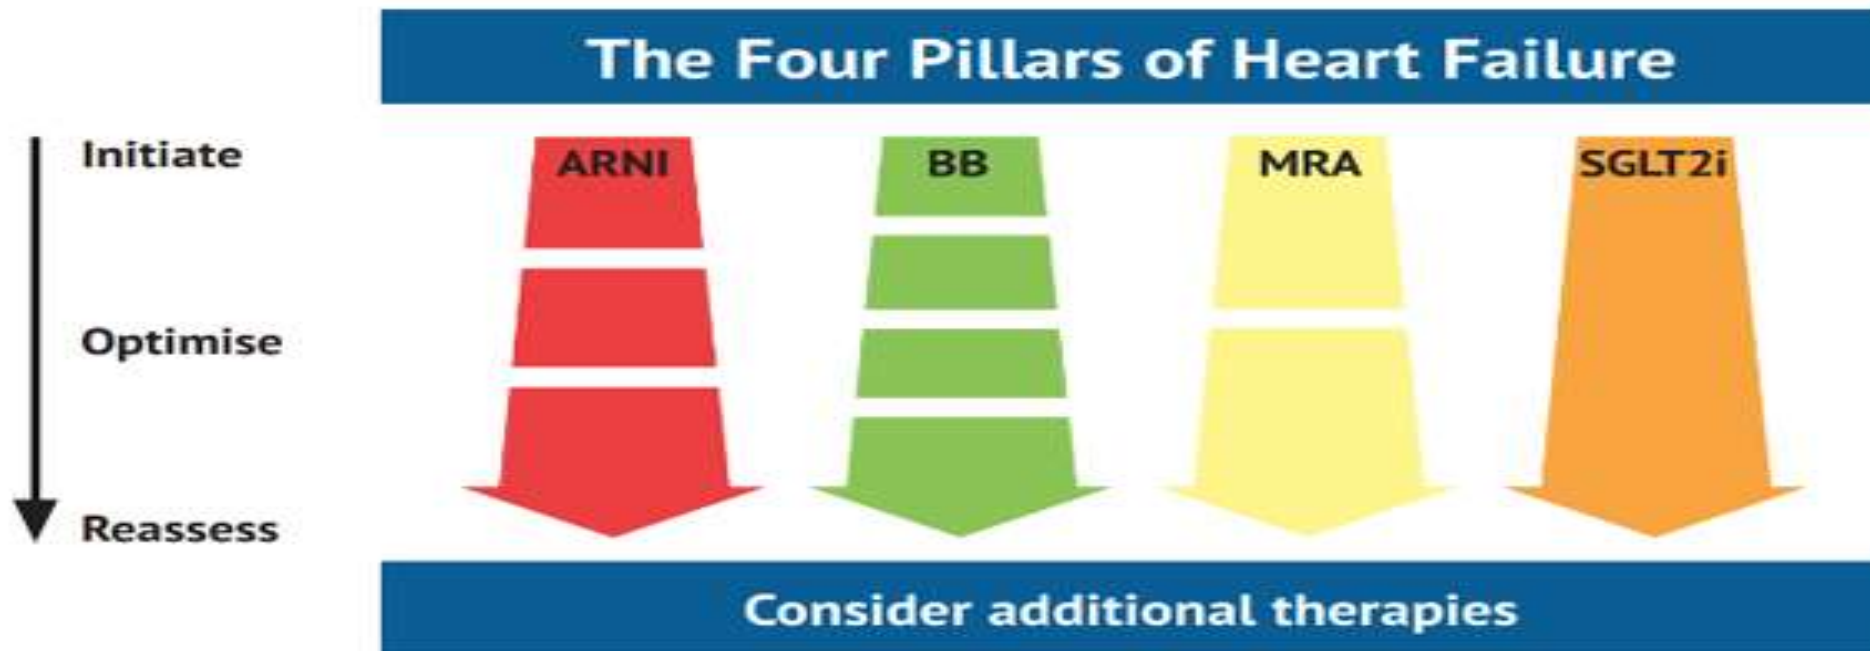 The Four Pillars of Heart Failure
Initiate
ARNI
BB
MRA
SGLT2i
Optimise
Reassess
Consider additional therapies